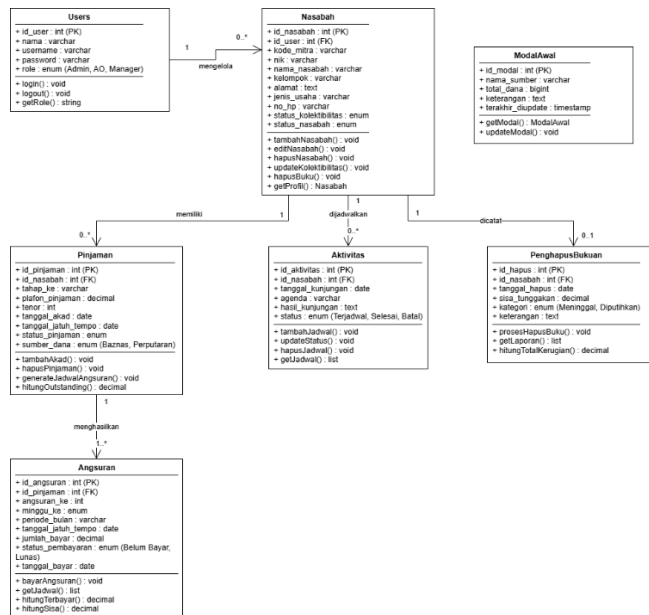 Users
+ id_user : int (PK)
+ nama : varchar
+ username : varchar
+ password : varchar
+ role : enum (Admin, AO, Manager)
+ login() : void
+ logout() : void
+ getRole() : string
1
0..*
mengelola
Nasabah
+ id_nasabah : int (PK)
+ id_user : int (FK)
+ kode_mitra : varchar
+ nik : varchar
+ nama_nasabah : varchar
+ kelompok : varchar
+ alamat : text
+ jenis_usaha : varchar
+ no_hp : varchar
+ status_kolektibilitas : enum
+ status_nasabah : enum
+ tambahNasabah() : void
+ editNasabah() : void
+ hapusNasabah() : void
+ updateKolektibilitas() : void
+ hapusBuku() : void
+ getProfil() : Nasabah
ModalAwal
+ id_modal : int (PK)
+ nama_sumber : varchar
+ total_dana : bigint
+ keterangan : text
+ terakhir_diupdate : timestamp
+ getModal() : ModalAwal
+ updateModal() : void
memiliki
1
0..*
dijadwalkan
1
0..*
dicatat
1
0..1
Pinjaman
+ id_pinjaman : int (PK)
+ id_nasabah : int (FK)
+ tahap_ke : varchar
+ plafon_pinjaman : decimal
+ tenor : int
+ tanggal_akad : date
+ tanggal_jatuh_tempo : date
+ status_pinjaman : enum
+ sumber_dana : enum (Baznas, Perputaran)
+ tambahAkad() : void
+ hapusPinjaman() : void
+ generateJadwalAngsuran() : void
+ hitungOutstanding() : decimal
Aktivitas
+ id_aktivitas : int (PK)
+ id_nasabah : int (FK)
+ tanggal_kunjungan : date
+ agenda : varchar
+ hasil_kunjungan : text
+ status : enum (Terjadwal, Selesai, Batal)
+ tambahJadwal() : void
+ updateStatus() : void
+ hapusJadwal() : void
+ getJadwal() : list
PenghapusBukuan
+ id_hapus : int (PK)
+ id_nasabah : int (FK)
+ tanggal_hapus : date
+ sisa_tunggakan : decimal
+ kategori : enum (Meninggal, Diputihkan)
+ keterangan : text
+ prosesHapusBuku() : void
+ getLaporan() : list
+ hitungTotalKerugian() : decimal
1
menghasilkan
1..*
Angsuran
+ id_angsuran : int (PK)
+ id_pinjaman : int (FK)
+ angsuran_ke : int
+ minggu_ke : enum
+ periode_bulan : varchar
+ tanggal_jatuh_tempo : date
+ jumlah_bayar : decimal
+ status_pembayaran : enum (Belum Bayar,
Lunas)
+ tanggal_bayar : date
+ bayarAngsuran() : void
+ getJadwal() : list
+ hitungTerbayar() : decimal
+ hitungSisa() : decimal